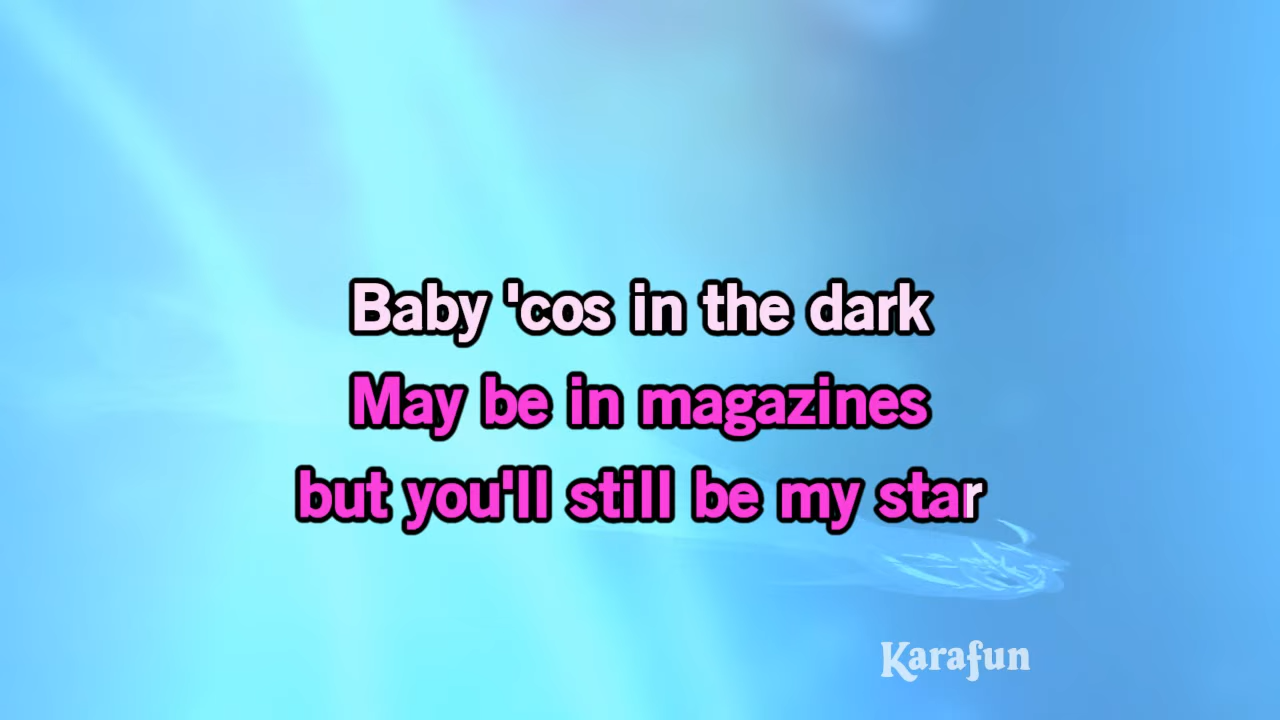 Baby 'cos in the dark
May be in magazines
but you'll still be my star
Karafun